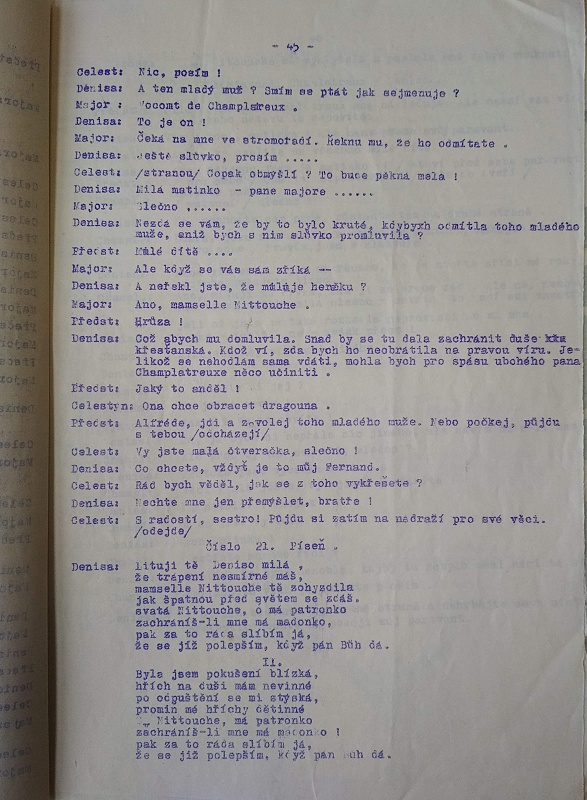 - 45 -
Celest: Nic, posím !
Denisa: A ten mladý muž ? Smím se ptát jak sejmenuje ?
Major : Vocomt de Champlatreux .
Denisa: To je on !
Major: Čeká na mne ve stromořadí. Řeknu mu, že ho odmítáte .
Denisa: Ještě slůvko, prosím .....
Celest: /stranou/ Copak obmýšlí ? To bude pěkná mela !
Denisa: Milá matinko - pane majore ......
Major: Slečno ......
Denisa: Nezdá se vám, že by to bylo kruté, kdybyxh odmítla toho mladého
muže, aniž bych s ním slůvko promluvila ?
Předst: Málé dítě ....
Major: Ale když se vás sám zříká --
Denisa: A neřekl jste, že miluje herečku ?
Major: Ano, mamselle Nittouche .
Předst: Hrůza !
Denisa: Což abych mu domluvila. Snad by se tu dala zachránit duše
křesťanská. Kdož ví, zda bych ho neobrátila na pravou víru. Je-
likož se nehodlám sama vdáti, mohla bych pro spásu ubohého pana
Champlatreuxe něco učiniti .
Předst: Jaký to anděl !
Celestyn: Ona chce obracet dragouna .
Předst: Alfréde, jdi a zavolej toho mladého muže. Nebo počkej, půjdu
s tebou /odcházejí/
Celest: Vy jste malá čtveračka, slečno !
Denisa: Co chcete, vždyť je to můj Fernand.
Celest: Rád bych věděl, jak se z toho vykřešete ?
Denisa: Nechte mne jen přemýšlet, bratře !
Celest: S radostí, sestro! Půjdu si zatím na nádraží pro své věci.
/odejde/
Číslo 21. Píseň .
Denisa: Lituji tě Deniso milá ,
že trápení nesmírné máš,
mamselle Nittouche tě zohyzdila
jak špatnou před světem se zdáš.
svatá Nittouche, o má patronko
zachráníš-li mne má madonko,
pak za to ráda slíbím já,
že se již polepším, když pán Bůh dá.
II.
Byla jsem pokušení blízká,
hřích na duši mám nevinné
po odpuštění se mi stýská,
promin mé hříchy dětinné
Nittouche, má patronko
zachráníš-li mne má madonko !
pak za to ráda slíbím já,
že se již polepším, když pán Bůh dá.